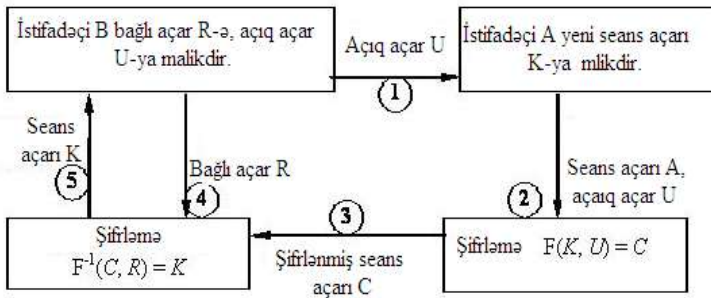 İstifadəçi B bağlı açar R-ə, açıq açar
U-ya malikdir.
Açıq açar U
1
İstifadəçi A yeni seans açarı
K-ya mlikdir.
Seans
açarı K
5
Bağlı açar R
4
Seans açarı A,
açaıq açar U
2
3
Şifrlənmiş seans
açarı C
Şifrləmə
F⁻¹(C, R) = K
Şifrləmə F(K, U) = C